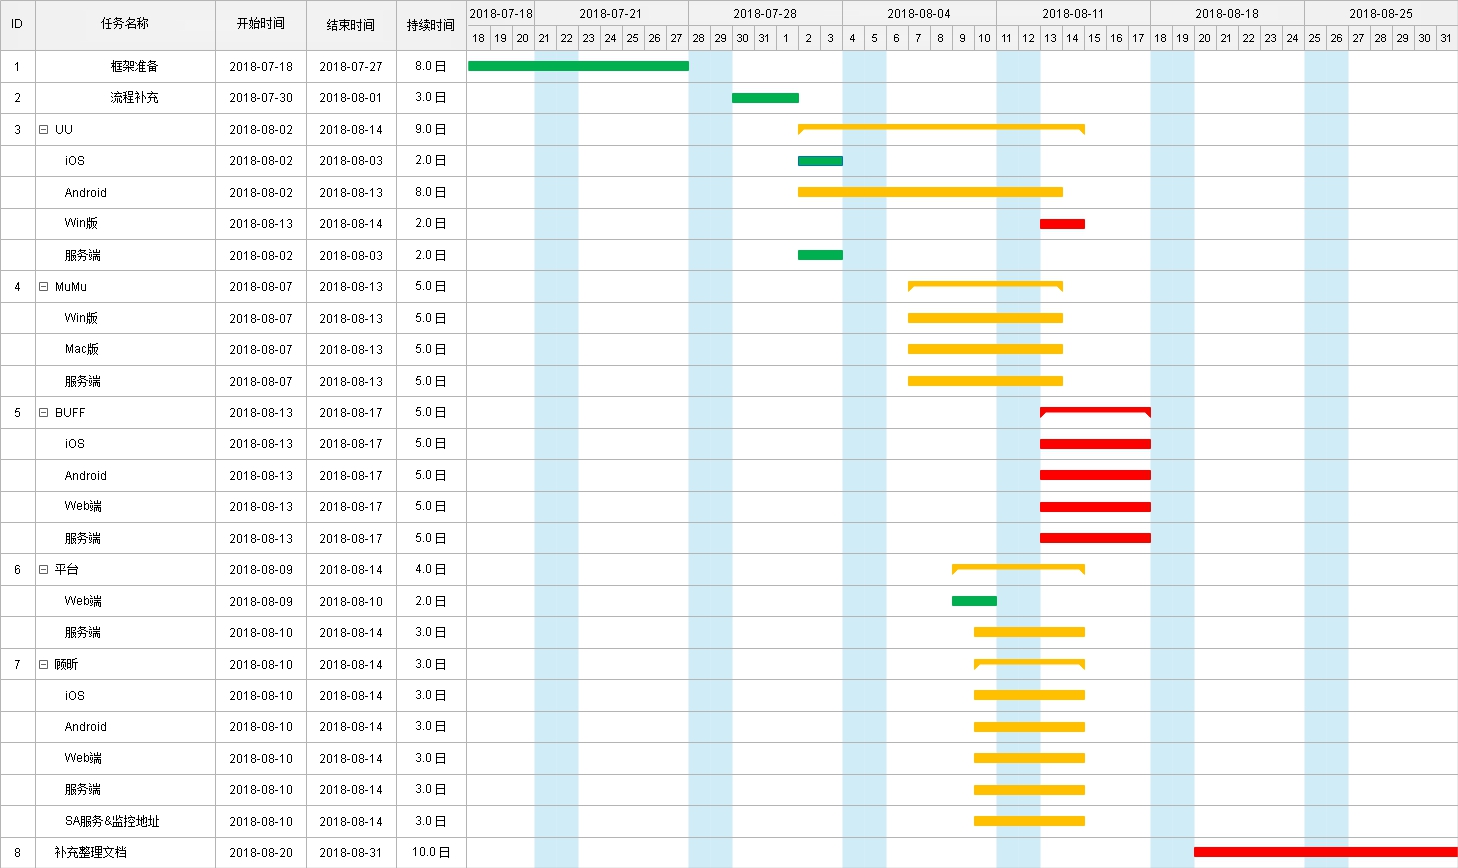 ID 任务名称 开始时间 结束时间 持续时间 2018-07-18 2018-07-21 2018-07-28 2018-08-04 2018-08-11 2018-08-18 2018-08-25
18 19 20 21 22 23 24 25 26 27 28 29 30 31 1 2 3 4 5 6 7 8 9 10 11 12 13 14 15 16 17 18 19 20 21 22 23 24 25 26 27 28 29 30 31
1 框架准备 2018-07-18 2018-07-27 8.0 日
2 流程补充 2018-07-30 2018-08-01 3.0 日
3 UU 2018-08-02 2018-08-14 9.0 日
iOS 2018-08-02 2018-08-03 2.0 日
Android 2018-08-02 2018-08-13 8.0 日
Win版 2018-08-13 2018-08-14 2.0 日
服务端 2018-08-02 2018-08-03 2.0 日
4 MuMu 2018-08-07 2018-08-13 5.0 日
Win版 2018-08-07 2018-08-13 5.0 日
Mac版 2018-08-07 2018-08-13 5.0 日
服务端 2018-08-07 2018-08-13 5.0 日
5 BUFF 2018-08-13 2018-08-17 5.0 日
iOS 2018-08-13 2018-08-17 5.0 日
Android 2018-08-13 2018-08-17 5.0 日
Web端 2018-08-13 2018-08-17 5.0 日
服务端 2018-08-13 2018-08-17 5.0 日
6 平台 2018-08-09 2018-08-14 4.0 日
Web端 2018-08-09 2018-08-10 2.0 日
服务端 2018-08-10 2018-08-14 3.0 日
7 顾昕 2018-08-10 2018-08-14 3.0 日
iOS 2018-08-10 2018-08-14 3.0 日
Android 2018-08-10 2018-08-14 3.0 日
Web端 2018-08-10 2018-08-14 3.0 日
服务端 2018-08-10 2018-08-14 3.0 日
SA服务&监控地址 2018-08-10 2018-08-14 3.0 日
8 补充整理文档 2018-08-20 2018-08-31 10.0 日